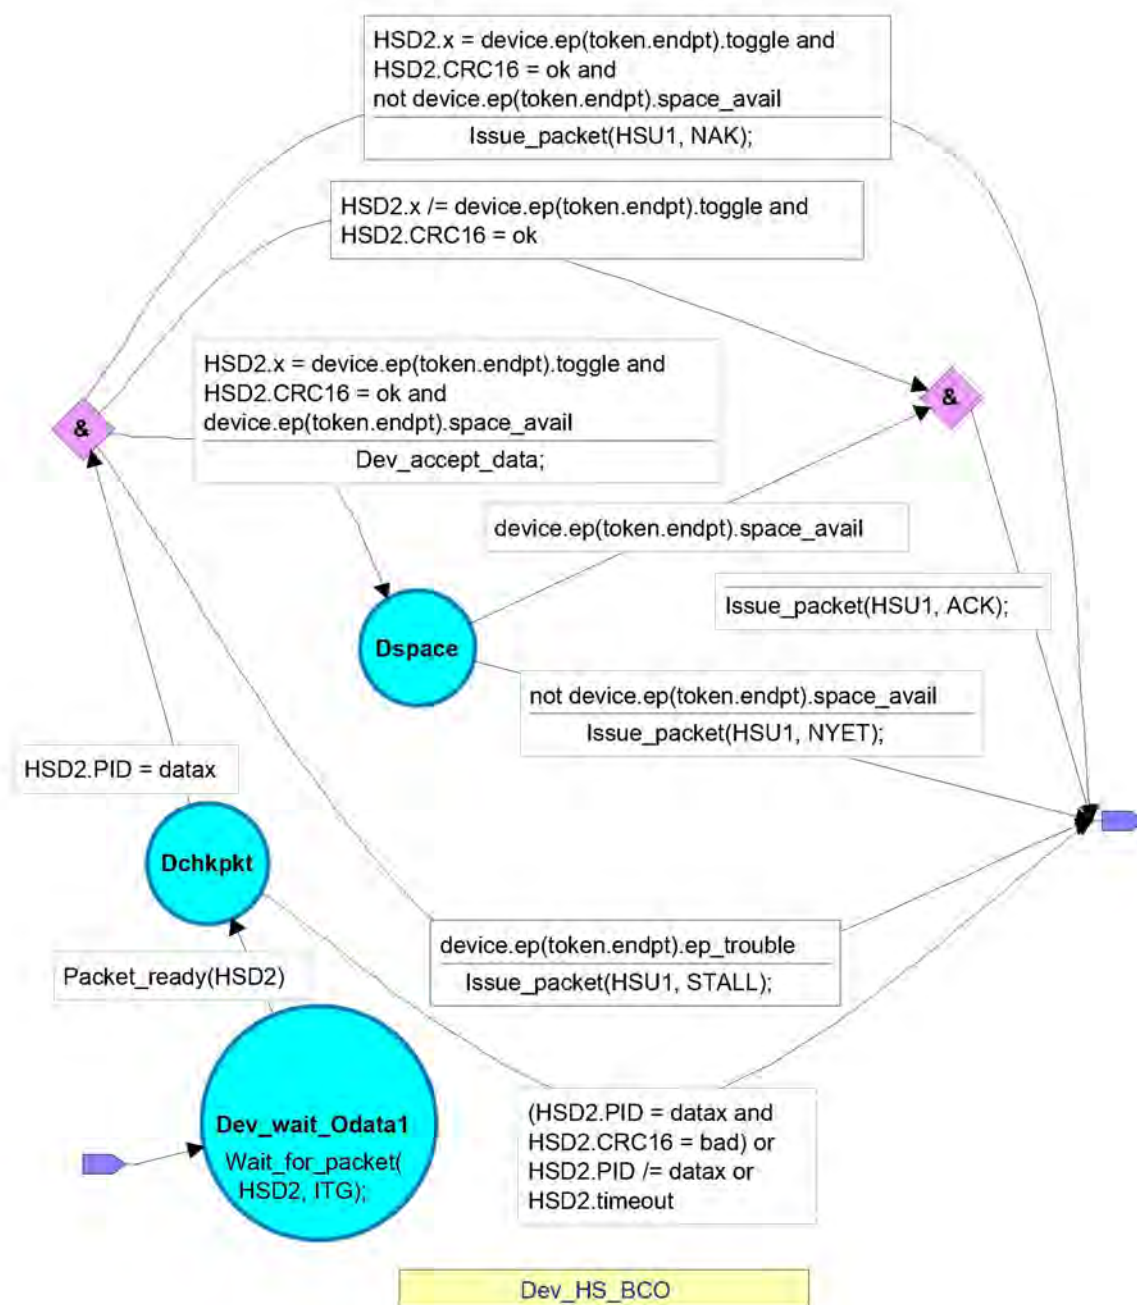 HSD2.x = device.ep(token.endpt).toggle and
HSD2.CRC16 = ok and
not device.ep(token.endpt).space_avail
Issue_packet(HSU1, NAK);
HSD2.x /= device.ep(token.endpt).toggle and
HSD2.CRC16 = ok
HSD2.x = device.ep(token.endpt).toggle and
HSD2.CRC16 = ok and
device.ep(token.endpt).space_avail
Dev_accept_data;
&
&
device.ep(token.endpt).space_avail
Issue_packet(HSU1, ACK);
Dspace
not device.ep(token.endpt).space_avail
Issue_packet(HSU1, NYET);
HSD2.PID = datax
Dchkpkt
device.ep(token.endpt).ep_trouble
Issue_packet(HSU1, STALL);
Packet_ready(HSD2)
Dev_wait_Odata1
Wait_for_packet(
HSD2, ITG);
(HSD2.PID = datax and
HSD2.CRC16 = bad) or
HSD2.PID /= datax or
HSD2.timeout
Dev_HS_BCO